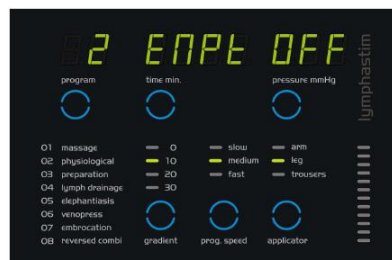 2 EMPt OFF
program time min. pressure mmHg
lymphastim
01 massage 0 slow arm
02 physiological 10 medium leg
03 preparation 20 fast trousers
04 lymph drainage 30
05 elephantiasis
06 venopress
07 embrocation
08 reversed combi gradient prog. speed applicator